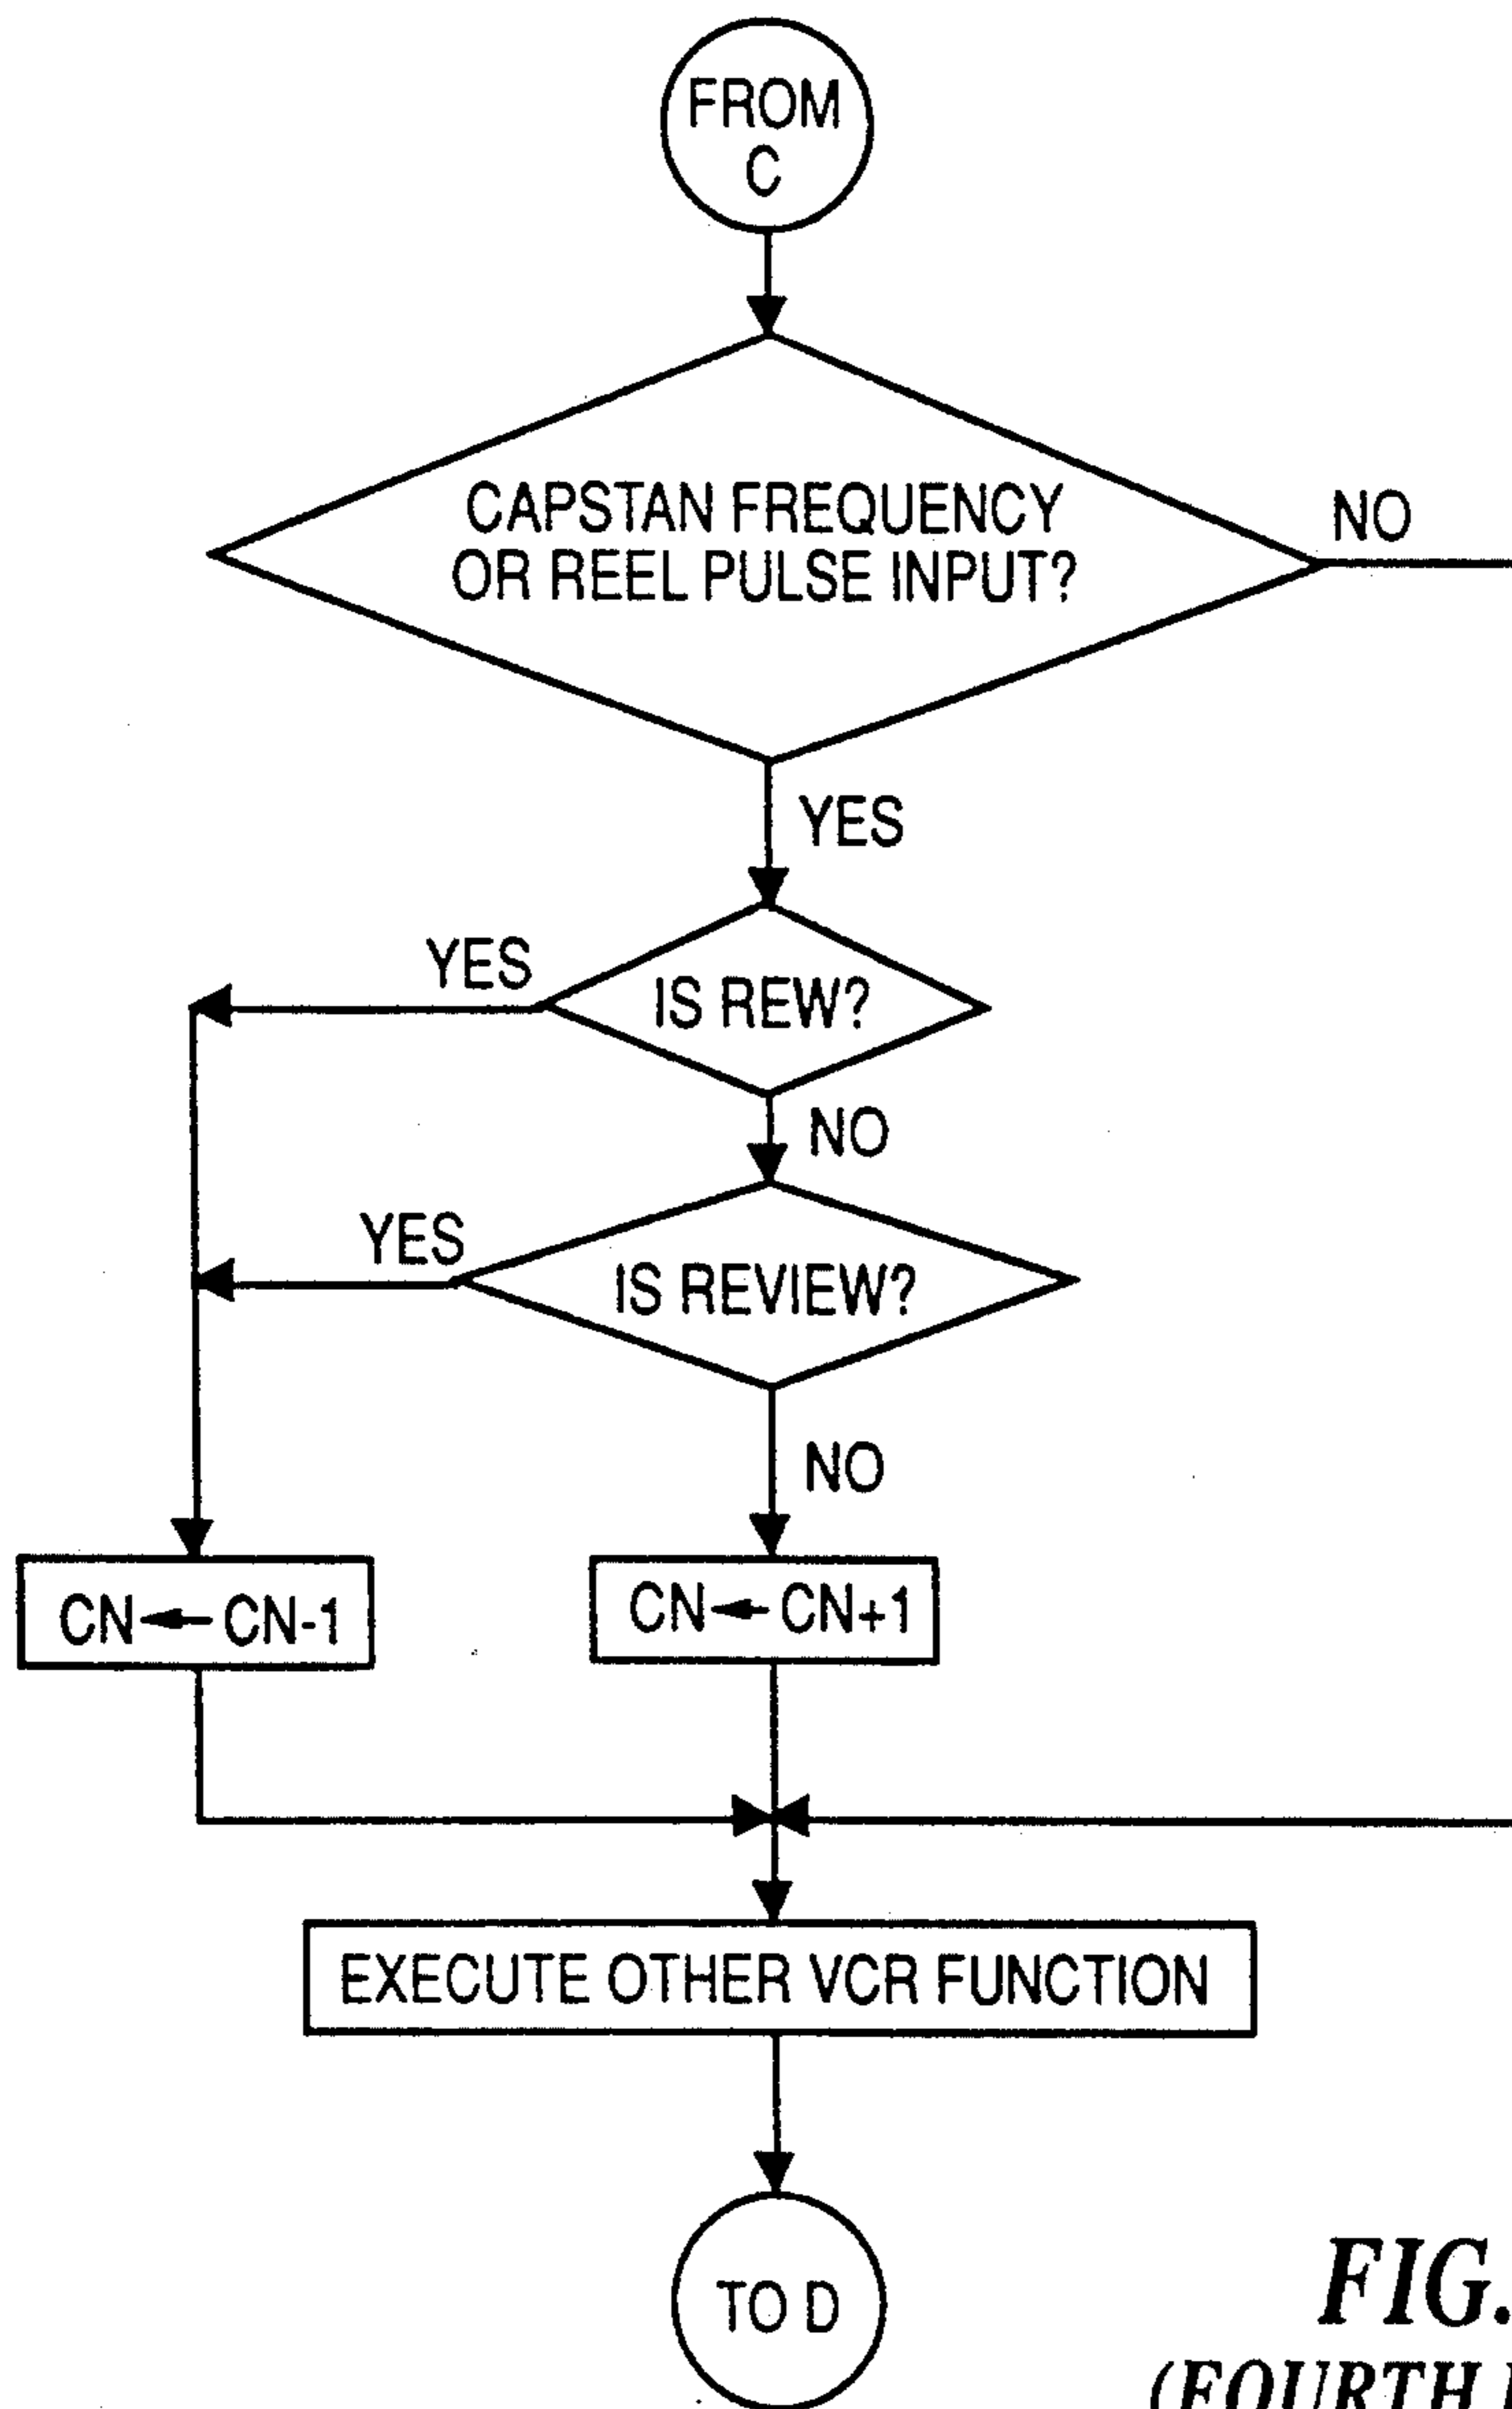 FROM
C
CAPSTAN FREQUENCY
OR REEL PULSE INPUT?
NO
YES
YES
IS REW?
NO
YES
IS REVIEW?
NO
CN←CN-1
CN←CN+1
EXECUTE OTHER VCR FUNCTION
TO D
FIG.
(FOURTH